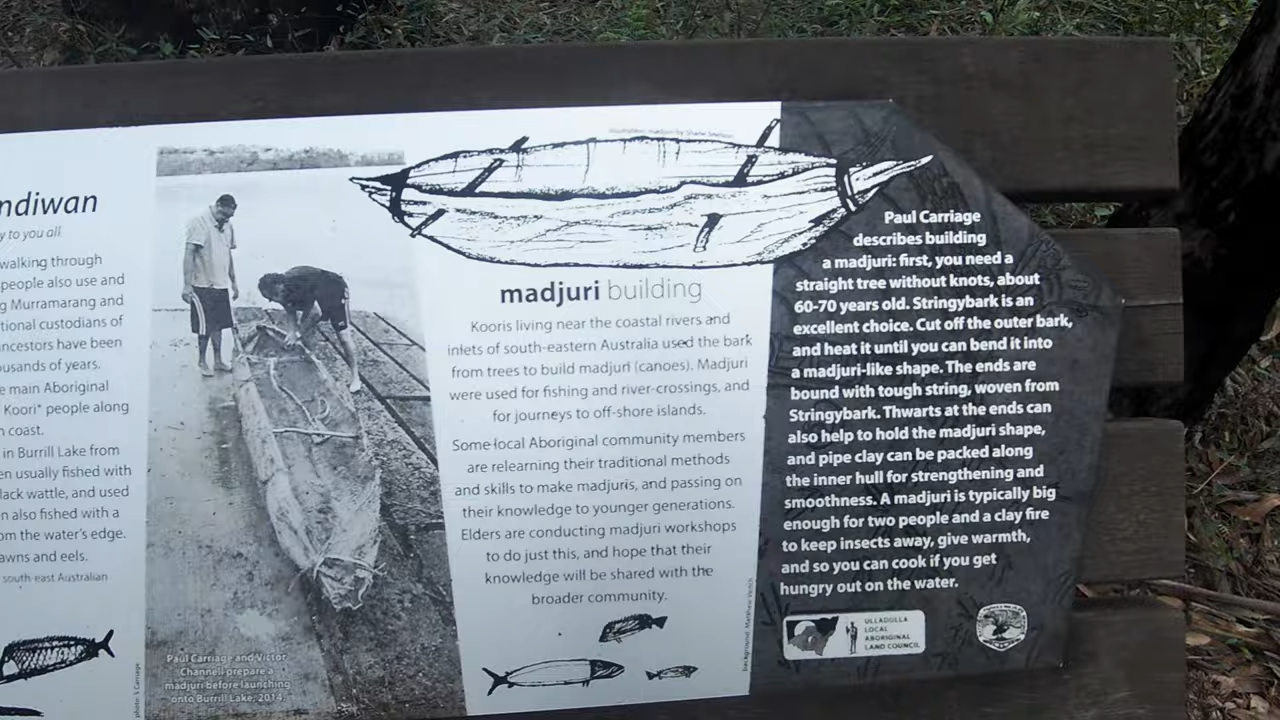 ndiwan
y to you all.
walking through
people also use and
g Murramarang and
tional custodians of
ncestors have been
ousands of years.
e main Aboriginal
Koori* people along
n coast.
in Burrill Lake from
en usually fished with
lack wattle, and used
n also fished with a
om the water's edge.
awns and eels.
south-east Australian
photo: S Carriage
Paul Carriage and Victor
Channell prepare a
madjuri before launching
onto Burrill Lake, 2014.
madjuri by Shane
madjuri building
Kooris living near the coastal rivers and
inlets of south-eastern Australia used the bark
from trees to build madjuri (canoes). Madjuri
were used for fishing and river-crossings, and
for journeys to off-shore islands.
Some local Aboriginal community members
are relearning their traditional methods
and skills to make madjuris, and passing on
their knowledge to younger generations.
Elders are conducting madjuri workshops
to do just this, and hope that their
knowledge will be shared with the
broader community.
background: Matthew
Paul Carriage
describes building
a madjuri: first, you need a
straight tree without knots, about
60-70 years old. Stringybark is an
excellent choice. Cut off the outer bark,
and heat it until you can bend it into
a madjuri-like shape. The ends are
bound with tough string, woven from
Stringybark. Thwarts at the ends can
also help to hold the madjuri shape,
and pipe clay can be packed along
the inner hull for strengthening and
smoothness. A madjuri is typically big
enough for two people and a clay fire
to keep insects away, give warmth,
and so you can cook if you get
hungry out on the water.
ULLADULLA
LOCAL
ABORIGINAL
LAND COUNCIL